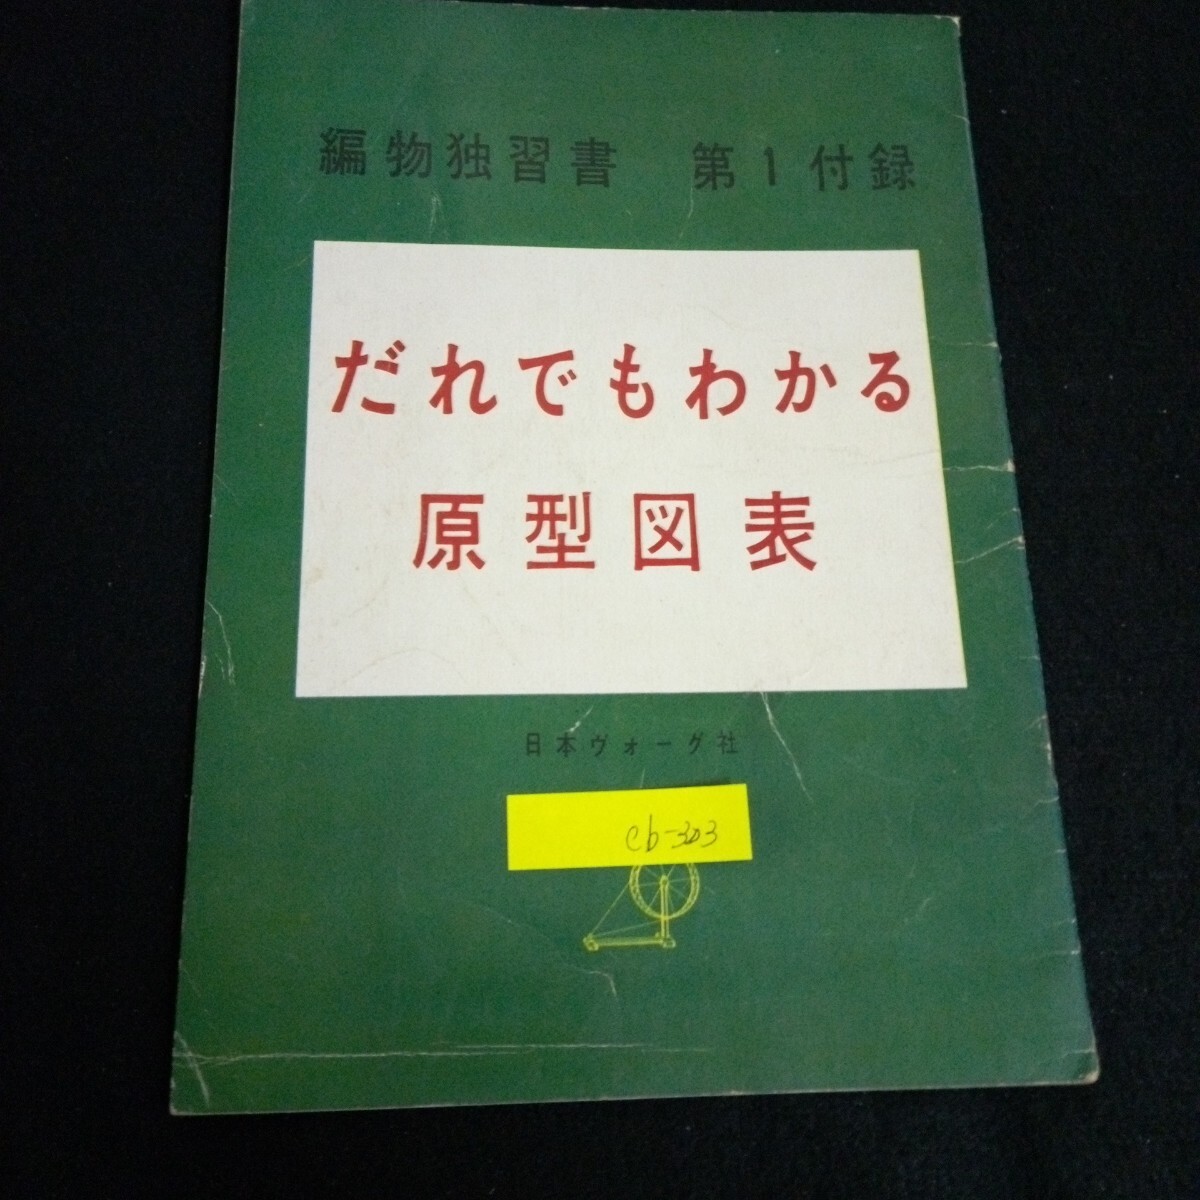 編物独習書　第1付録
だれでもわかる
原型図表
日本ヴォーグ社
cb-303